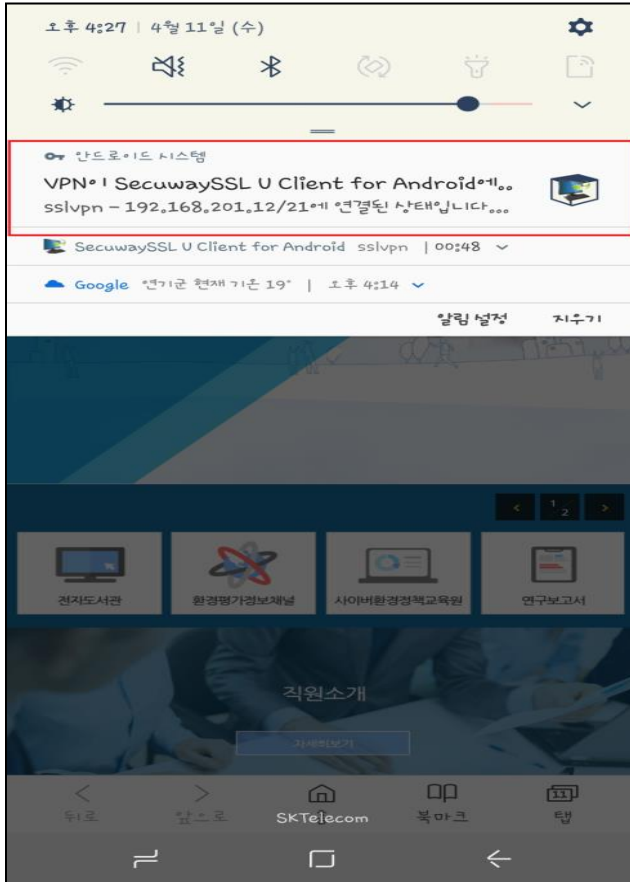 오후 4:27 | 4월 11일 (수)
안드로이드 시스템
VPN이 SecuwaySSL U Client for Android에..
sslvpn – 192.168.201.12/21에 연결된 상태입니다...
SecuwaySSL U Client for Android sslvpn | 00:48
Google 연기군 현재 기온 19° | 오후 4:14
알림 설정 지우기
1
2
전자도서관 환경평가정보채널 사이버환경정책교육원 연구보고서
직원소개
자세히보기
뒤로 앞으로 SKTelecom 북마크 탭
11